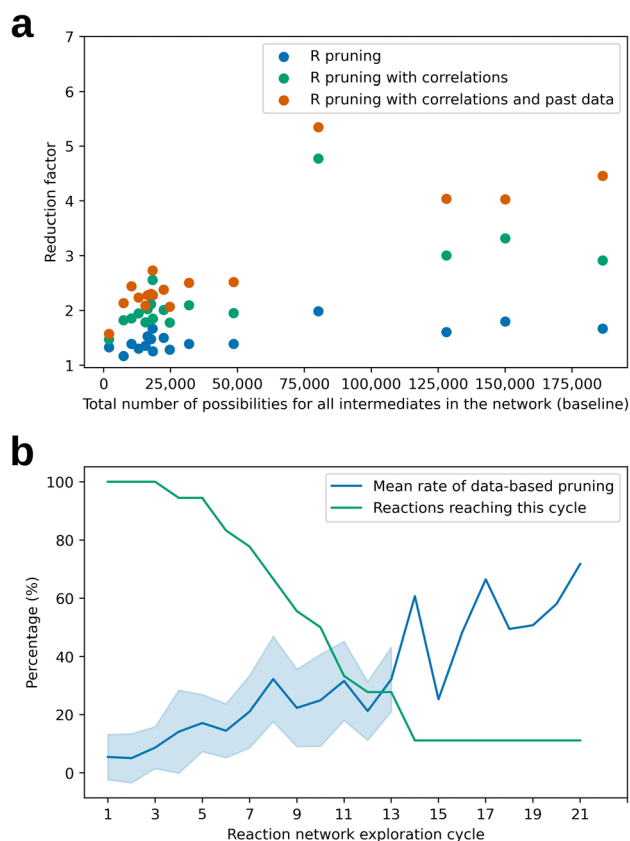 a
7
6
5
4
3
2
1
Reduction factor
R pruning
R pruning with correlations
R pruning with correlations and past data
0 25,000 50,000 75,000 100,000 125,000 150,000 175,000
Total number of possibilities for all intermediates in the network (baseline)
b
100
80
60
40
20
0
Percentage (%)
Mean rate of data-based pruning
Reactions reaching this cycle
1 3 5 7 9 11 13 15 17 19 21
Reaction network exploration cycle